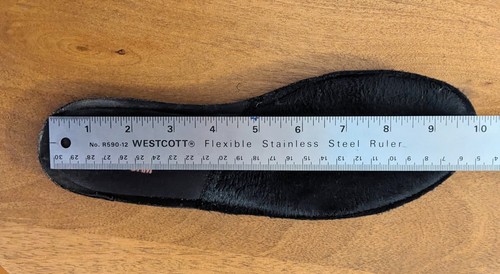 1 2 3 4 5 6 7 8 9 10
No. R590-12 WESTCOTT® Flexible Stainless Steel Ruler
30 29 28 27 26 25 24 23 22 21 20 19 18 17 16 15 14 13 12 11 10 9 8 7 6 5 4